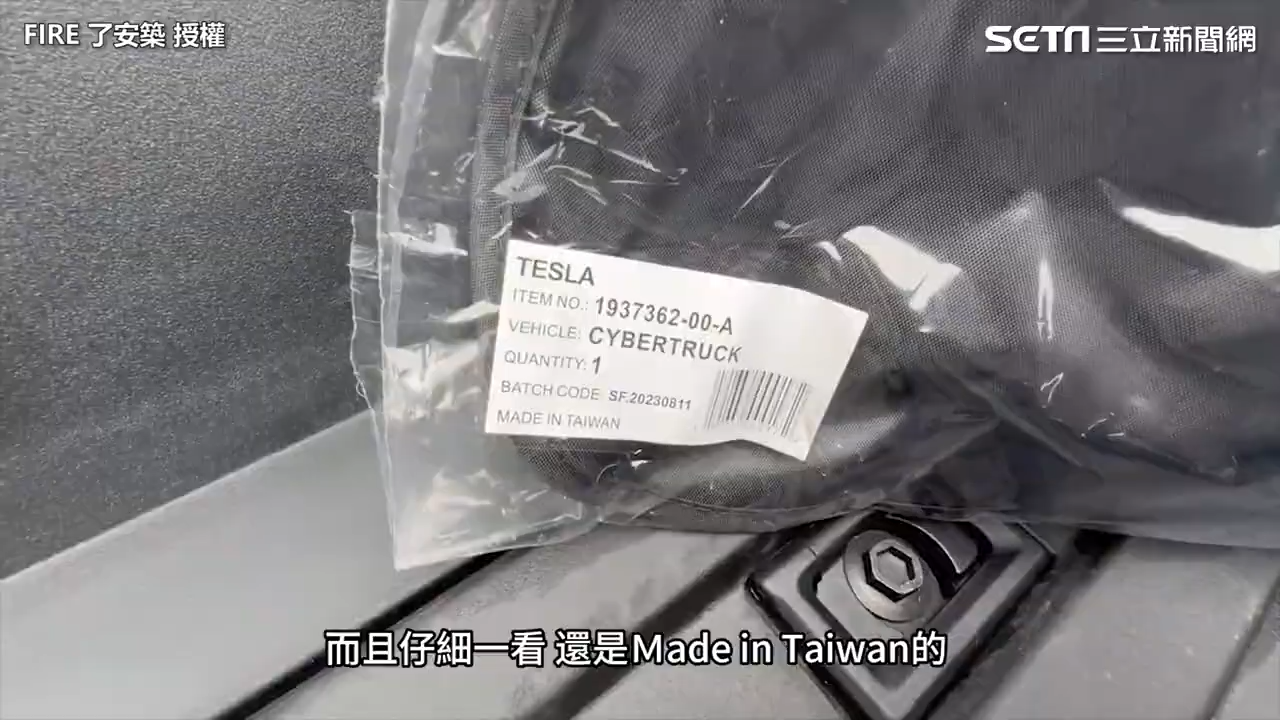 FIRE 了安築 授權
SETN三立新聞網
TESLA
ITEM NO.: 1937362-00-A
VEHICLE: CYBERTRUCK
QUANTITY: 1
BATCH CODE SF.20230811
MADE IN TAIWAN
而且仔細一看 還是Made in Taiwan的